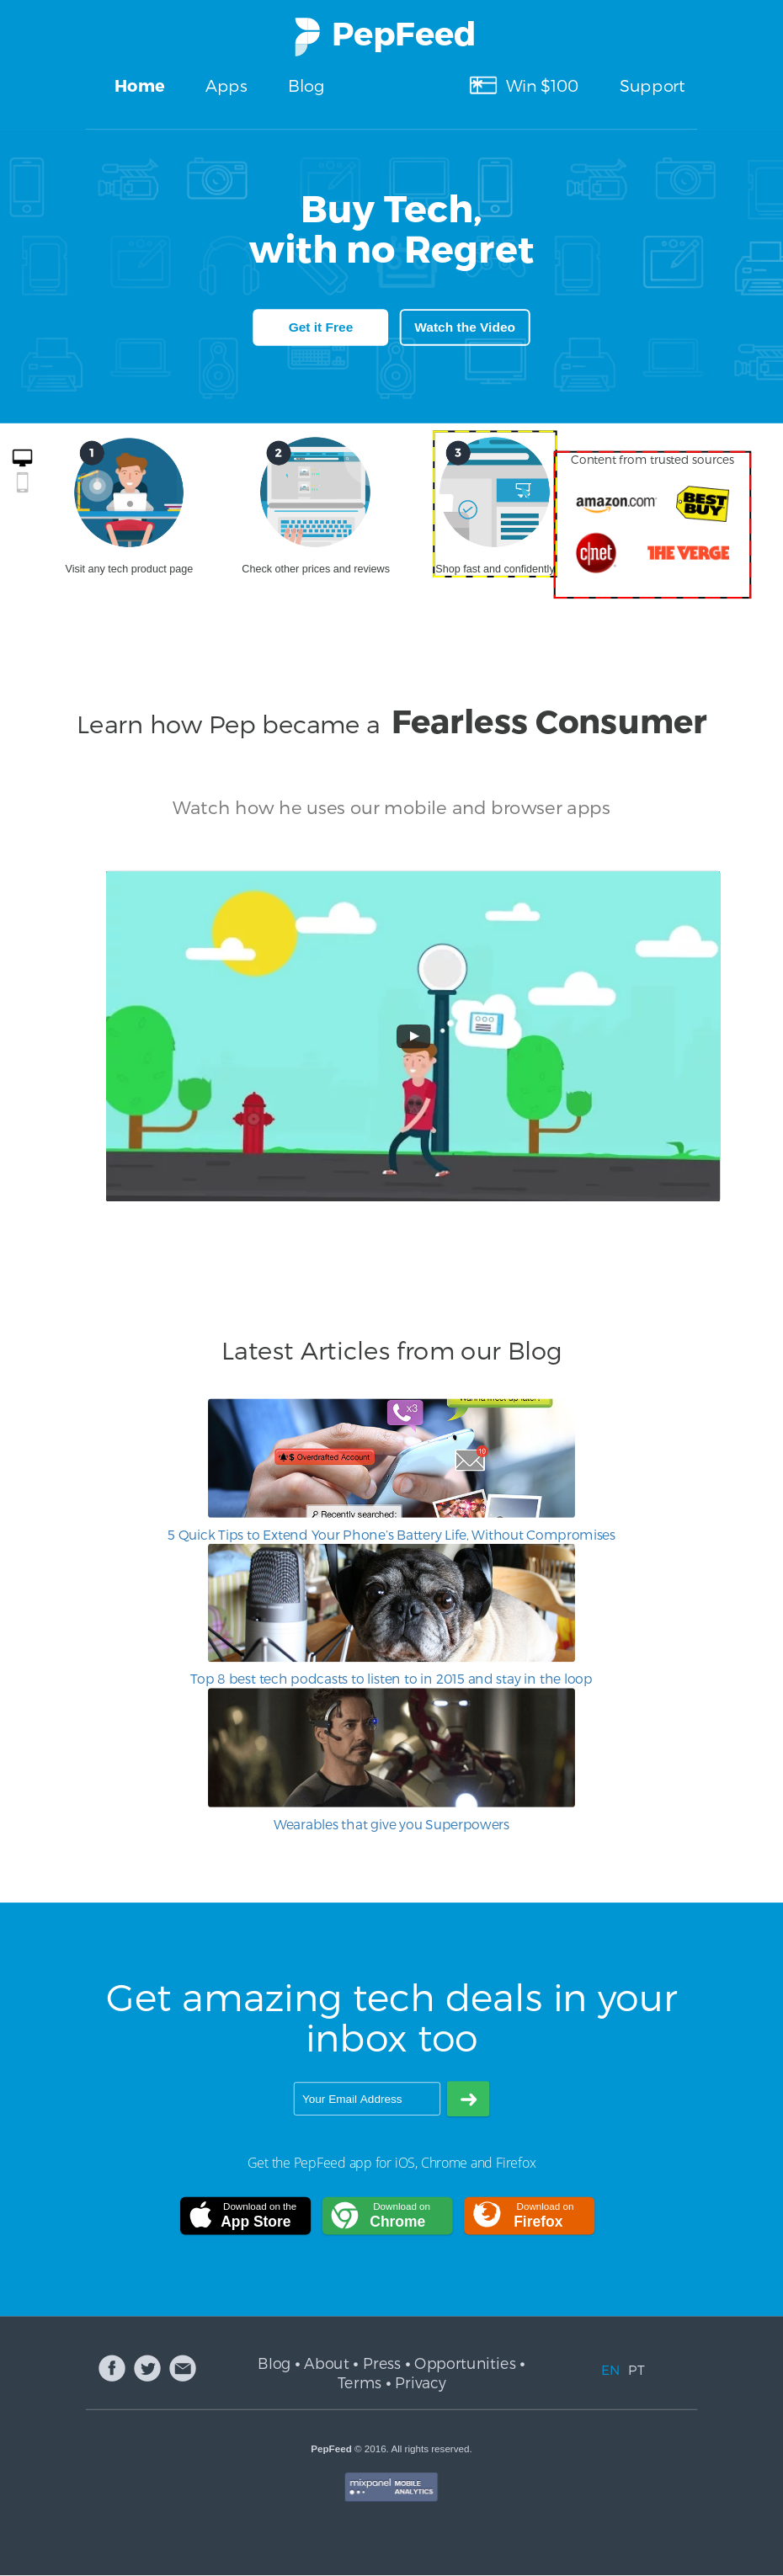 PepFeed
Home
Apps
Blog
Win $100
Support
Buy Tech,
with no Regret
Get it Free
Watch the Video
1
2
3
Content from trusted sources
amazon.com
BEST
BUY
c|net
THE VERGE
Visit any tech product page
Check other prices and reviews
Shop fast and confidently
Learn how Pep became a Fearless Consumer
Watch how he uses our mobile and browser apps
Latest Articles from our Blog
x3
Wanna meet up later?
10
$ Overdrafted Account
Recently searched:
5 Quick Tips to Extend Your Phone's Battery Life, Without Compromises
Top 8 best tech podcasts to listen to in 2015 and stay in the loop
Wearables that give you Superpowers
Get amazing tech deals in your
inbox too
Your Email Address
Get the PepFeed app for iOS, Chrome and Firefox
Download on the
App Store
Download on
Chrome
Download on
Firefox
Blog • About • Press • Opportunities •
Terms • Privacy
EN PT
PepFeed © 2016. All rights reserved.
mixpanel MOBILE
ANALYTICS